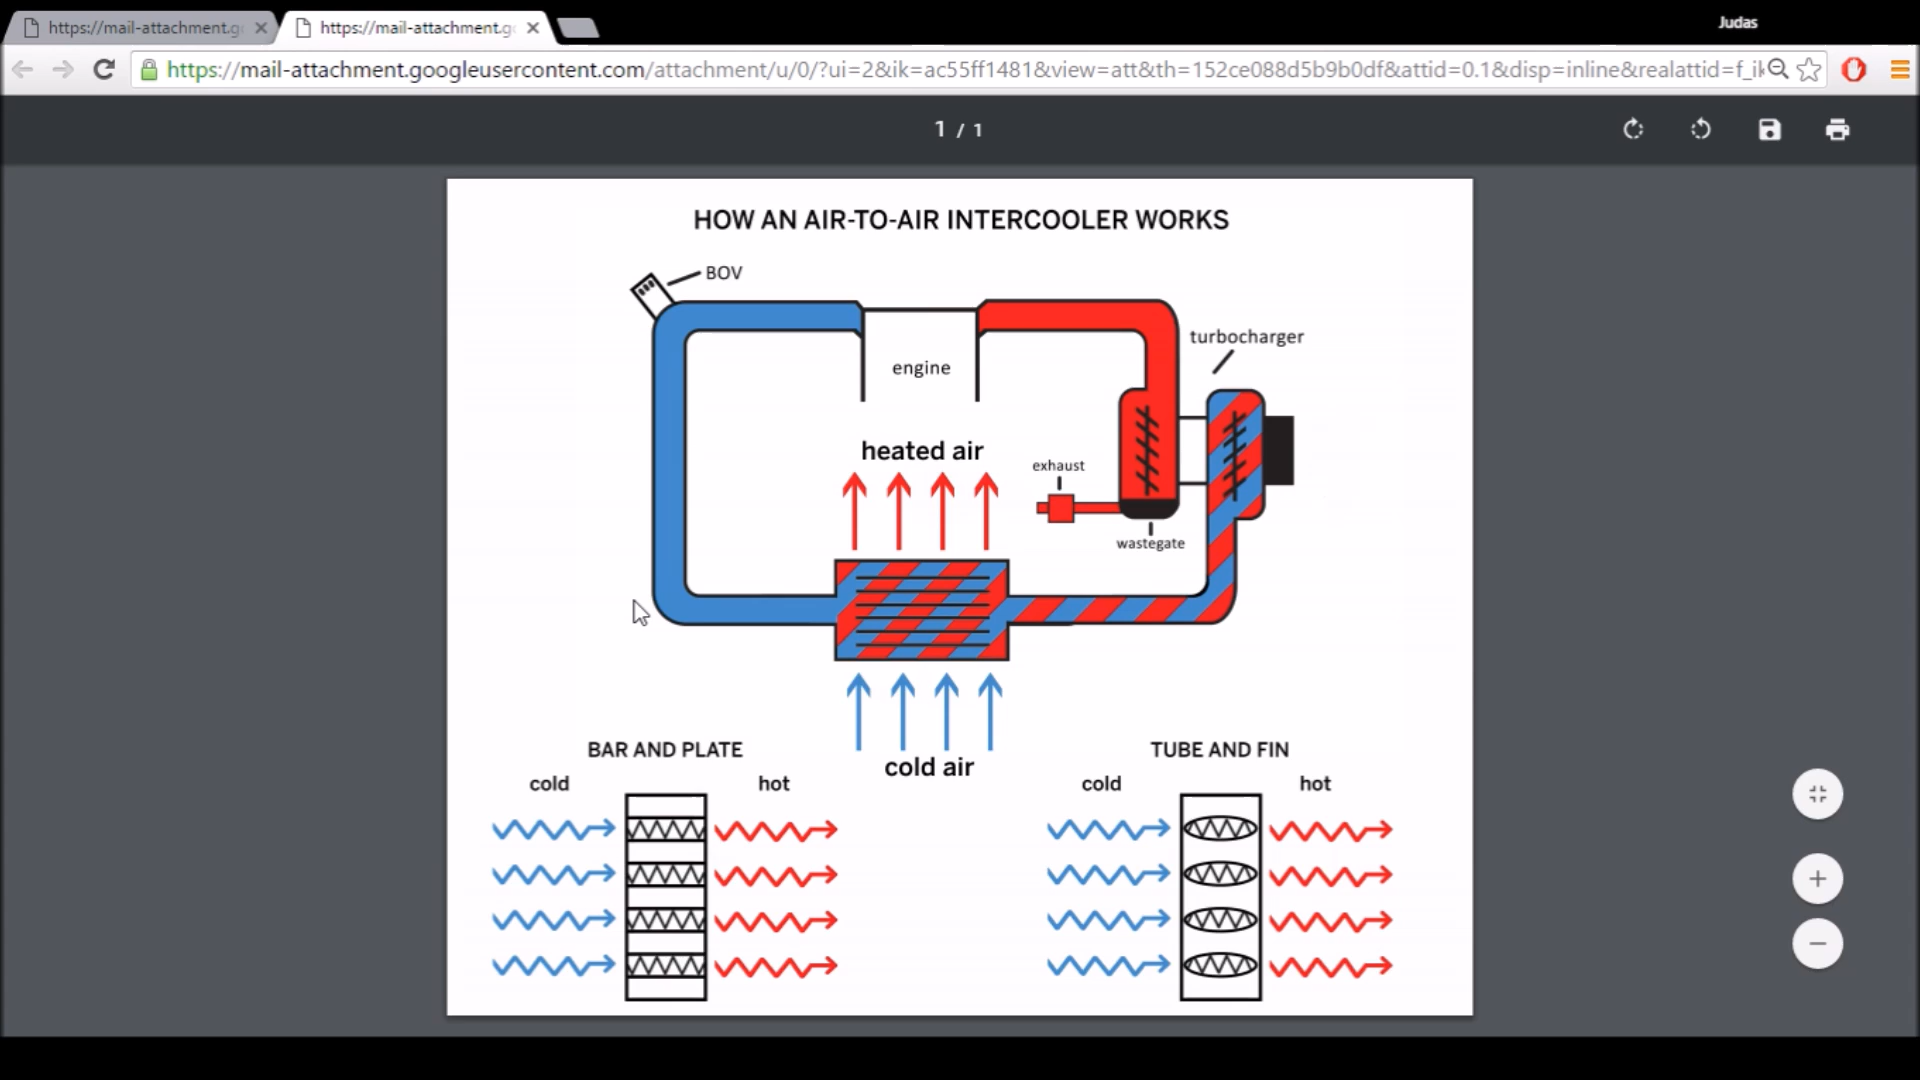 Judas
https://mail-attachment.g
https://mail-attachment.g
https://mail-attachment.googleusercontent.com/attachment/u/0/?ui=2&ik=ac55ff1481&view=att&th=152ce088d5b9b0df&attid=0.1&disp=inline&realattid=f_ik
1 / 1
HOW AN AIR-TO-AIR INTERCOOLER WORKS
BOV
turbocharger
engine
heated air
exhaust
wastegate
cold air
BAR AND PLATE
cold
hot
TUBE AND FIN
cold
hot